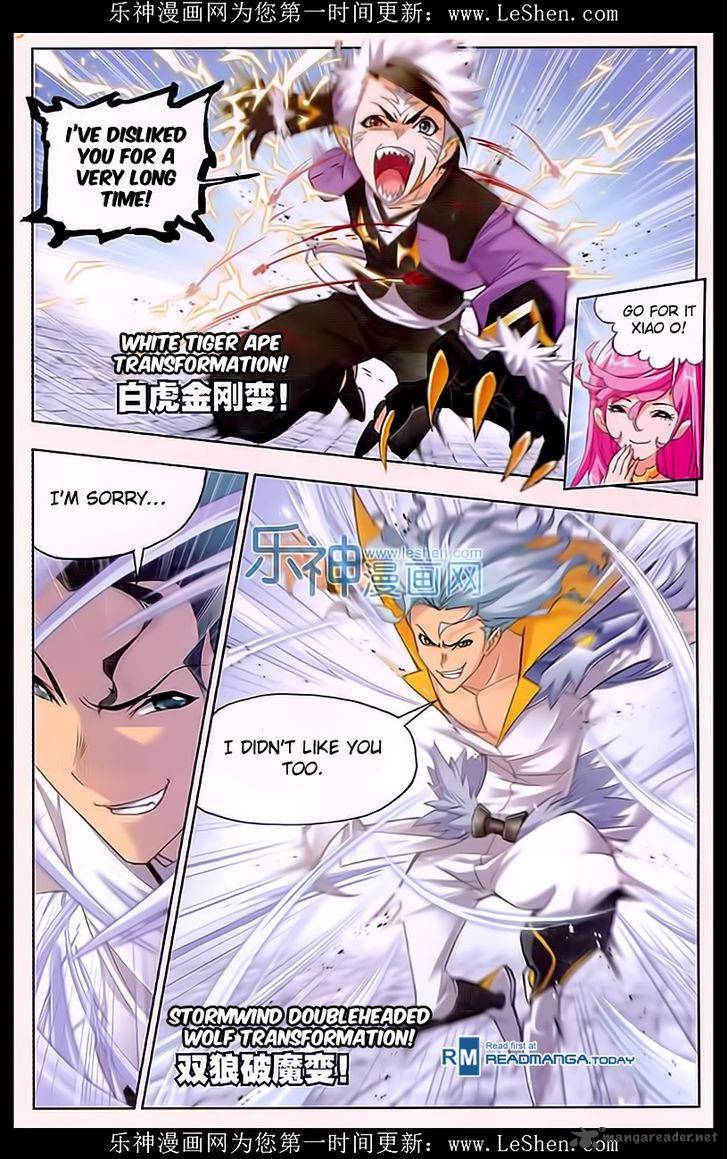 乐神漫画网为您第一时间更新: www.LeShen.com
I'VE DISLIKED
YOU FOR A
VERY LONG
TIME!
GO FOR IT
XIAO O!
WHITE TIGER APE
TRANSFORMATION!
白虎金刚变!
I'M SORRY...
乐神漫画网
www.leshen.com
I DIDN'T LIKE YOU
TOO.
STORMWIND DOUBLEHEADED
WOLF TRANSFORMATION!
双狼破魔变!
RM
Read first at
READMANGA.TODAY
乐神漫画网为您第一时间更新: www.LeShen.com
mangareader.net